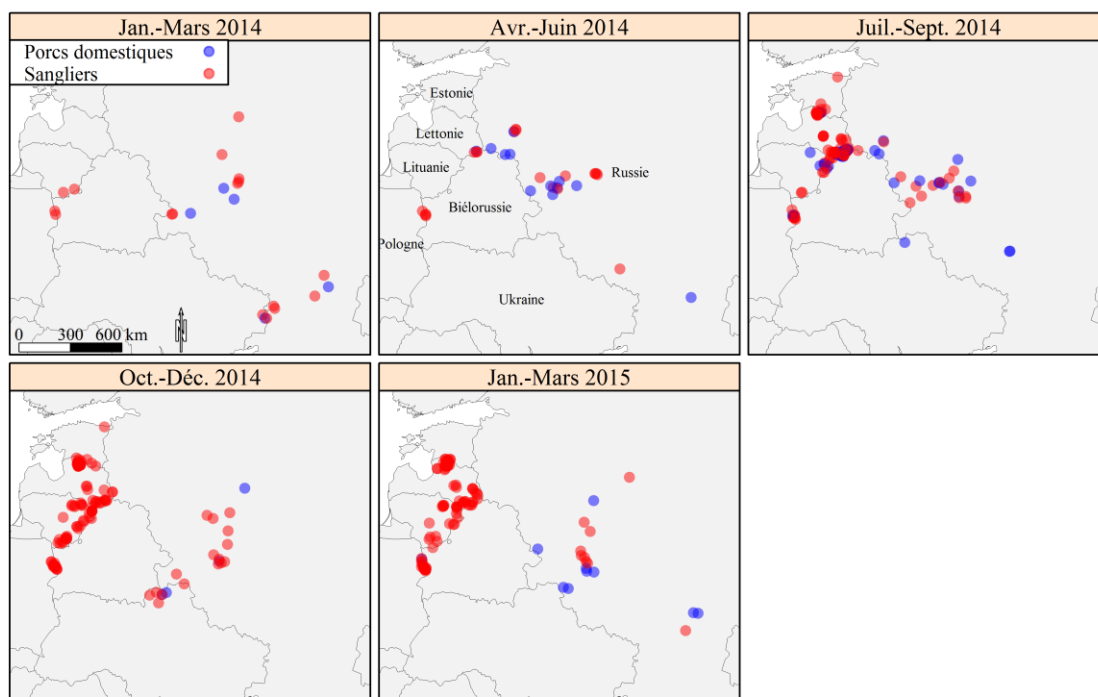 Jan.-Mars 2014
Avr.-Juin 2014
Juil.-Sept. 2014
Porcs domestiques
Sangliers
0 300 600 km
Estonie
Lettonie
Lituanie
Russie
Biélorussie
Pologne
Ukraine
Oct.-Déc. 2014
Jan.-Mars 2015